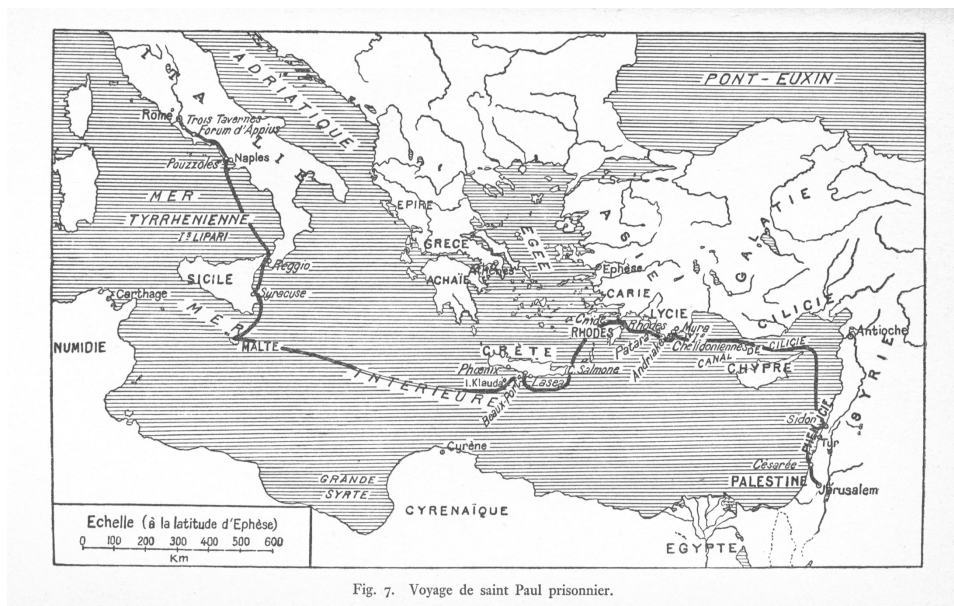 PONT-EUXIN
ITALIE
ADRIATIQUE
Rome
Trois Tavernes
Forum d'Appius
Pouzzoles
Naples
MER
TYRRHENIENNE
Is LIPARI
Reggio
SICILE
Syracuse
Carthage
NUMIDIE
MER
INTERIEURE
MALTE
EPIRE
GRECE
ACHAÏE
Athènes
EGEE
ASIE
GALATIE
Ephèse
CARIE
LYCIE
CILICIE
Antioche
SYRIE
Cnide
RHODES
Rhodes
Patara
Andriaké
Myra
Chelidoniennes
CANAL DE CILICIE
CHYPRE
CRÈTE
C. Salmone
Phœnix
I. Klauda
Beaux-Ports
Lasea
Sidon
Tyr
PHENICIE
Césarée
PALESTINE
Jérusalem
Cyrène
GRANDE
SYRTE
CYRENAÏQUE
EGYPTE
Echelle (à la latitude d'Ephèse)
0 100 200 300 400 500 600
Km
Fig. 7. Voyage de saint Paul prisonnier.